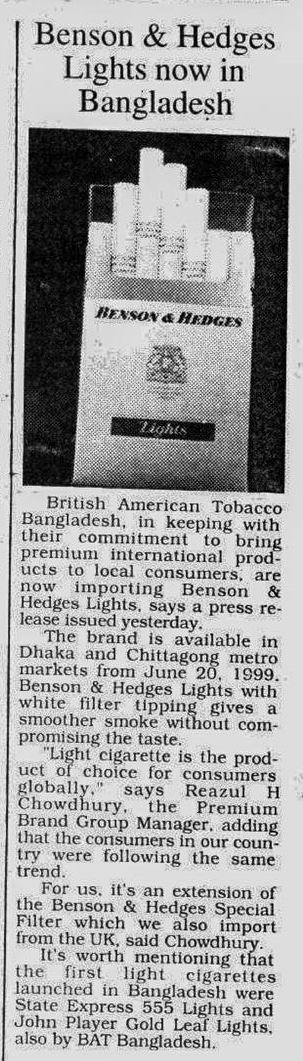 Benson & Hedges
Lights now in
Bangladesh
BENSON & HEDGES
Lights
British American Tobacco
Bangladesh, in keeping with
their commitment to bring
premium international prod-
ucts to local consumers, are
now importing Benson &
Hedges Lights, says a press re-
lease issued yesterday.
The brand is available in
Dhaka and Chittagong metro
markets from June 20, 1999.
Benson & Hedges Lights with
white filter tipping gives a
smoother smoke without com-
promising the taste.
"Light cigarette is the prod-
uct of choice for consumers
globally," says Reazul H
Chowdhury, the Premium
Brand Group Manager, adding
that the consumers in our coun-
try were following the same
trend.
For us, it's an extension of
the Benson & Hedges Special
Filter which we also import
from the UK, said Chowdhury.
It's worth mentioning that
the first light cigarettes
launched in Bangladesh were
State Express 555 Lights and
John Player Gold Leaf Lights,
also by BAT Bangladesh.